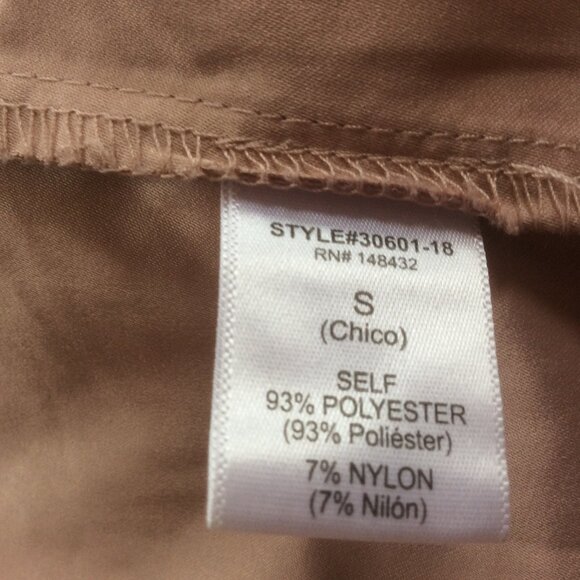 STYLE#30601-18
RN# 148432
S
(Chico)
SELF
93% POLYESTER
(93% Poliéster)
7% NYLON
(7% Nilón)